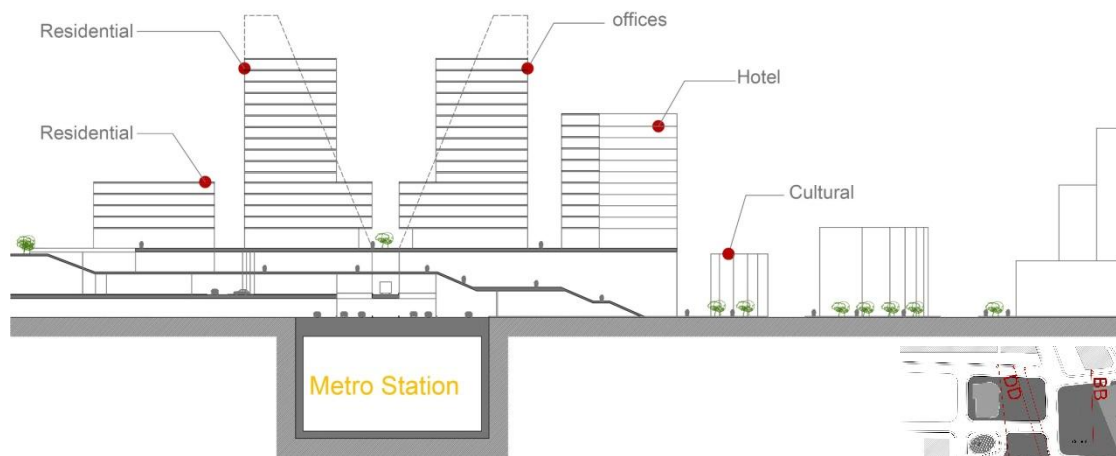 Residential
offices
Hotel
Residential
Cultural
Metro Station
DD
BB